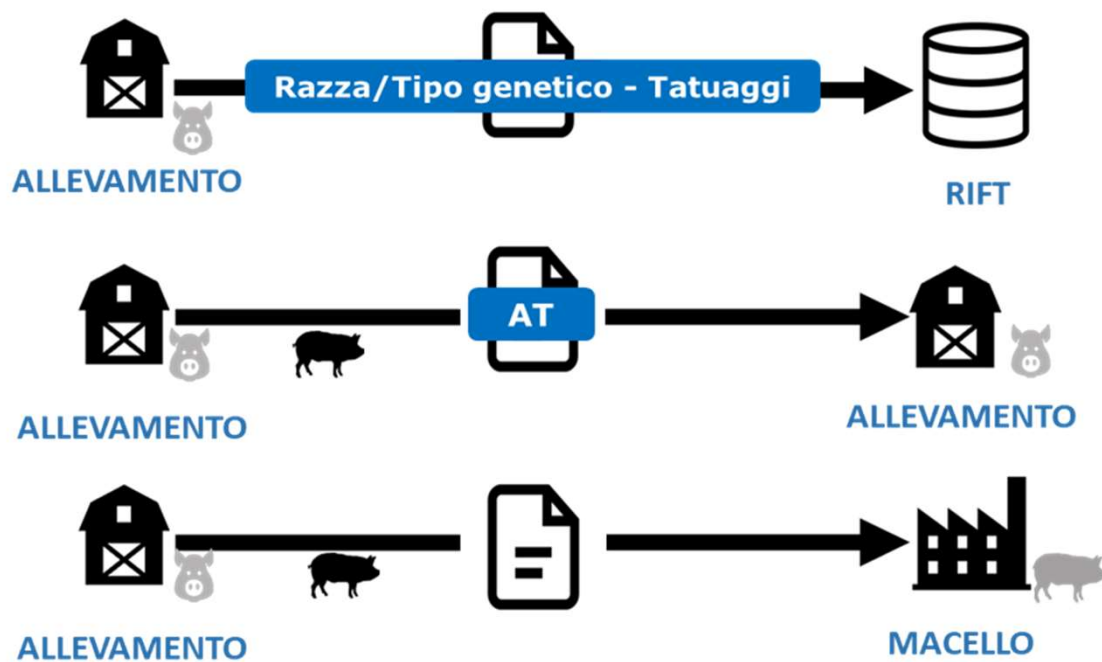 Razza/Tipo genetico - Tatuaggi
ALLEVAMENTO
RIFT
AT
ALLEVAMENTO
ALLEVAMENTO
ALLEVAMENTO
MACELLO